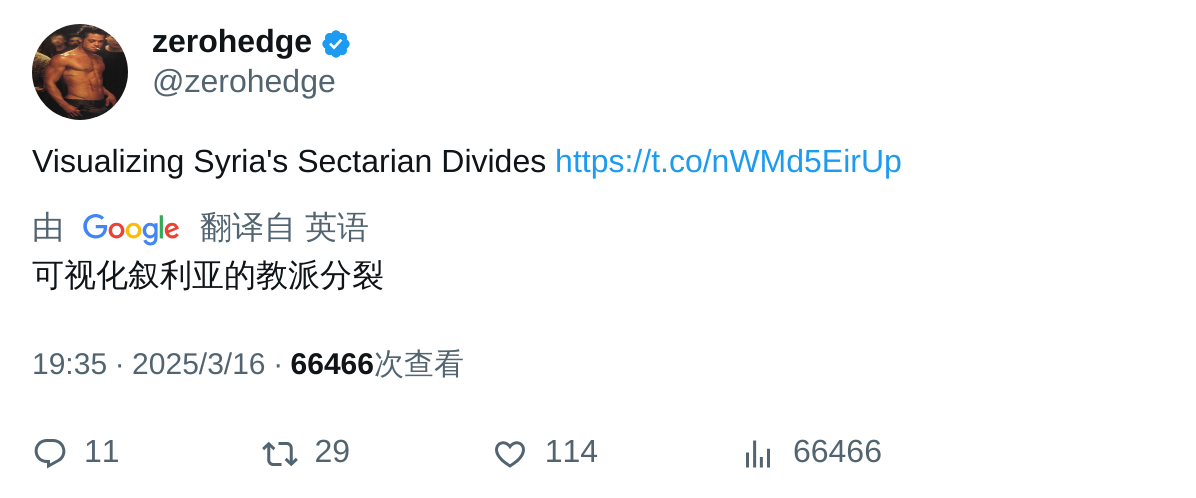 zerohedge
@zerohedge
Visualizing Syria's Sectarian Divides https://t.co/nWMd5EirUp
由 Google 翻译自 英语
可视化叙利亚的教派分裂
19:35 · 2025/3/16 · 66466次查看
11 29 114 66466